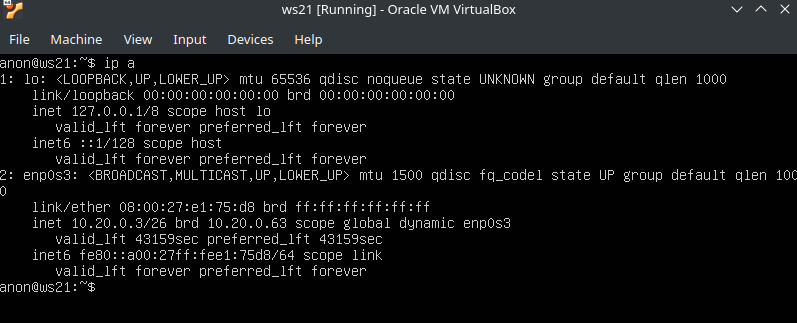 ws21 [Running] - Oracle VM VirtualBox
File Machine View Input Devices Help
anon@ws21:~$ ip a
1: lo: <LOOPBACK,UP,LOWER_UP> mtu 65536 qdisc noqueue state UNKNOWN group default qlen 1000
    link/loopback 00:00:00:00:00:00 brd 00:00:00:00:00:00
    inet 127.0.0.1/8 scope host lo
       valid_lft forever preferred_lft forever
    inet6 ::1/128 scope host
       valid_lft forever preferred_lft forever
2: enp0s3: <BROADCAST,MULTICAST,UP,LOWER_UP> mtu 1500 qdisc fq_codel state UP group default qlen 100
0
    link/ether 08:00:27:e1:75:d8 brd ff:ff:ff:ff:ff:ff
    inet 10.20.0.3/26 brd 10.20.0.63 scope global dynamic enp0s3
       valid_lft 43159sec preferred_lft 43159sec
    inet6 fe80::a00:27ff:fee1:75d8/64 scope link
       valid_lft forever preferred_lft forever
anon@ws21:~$